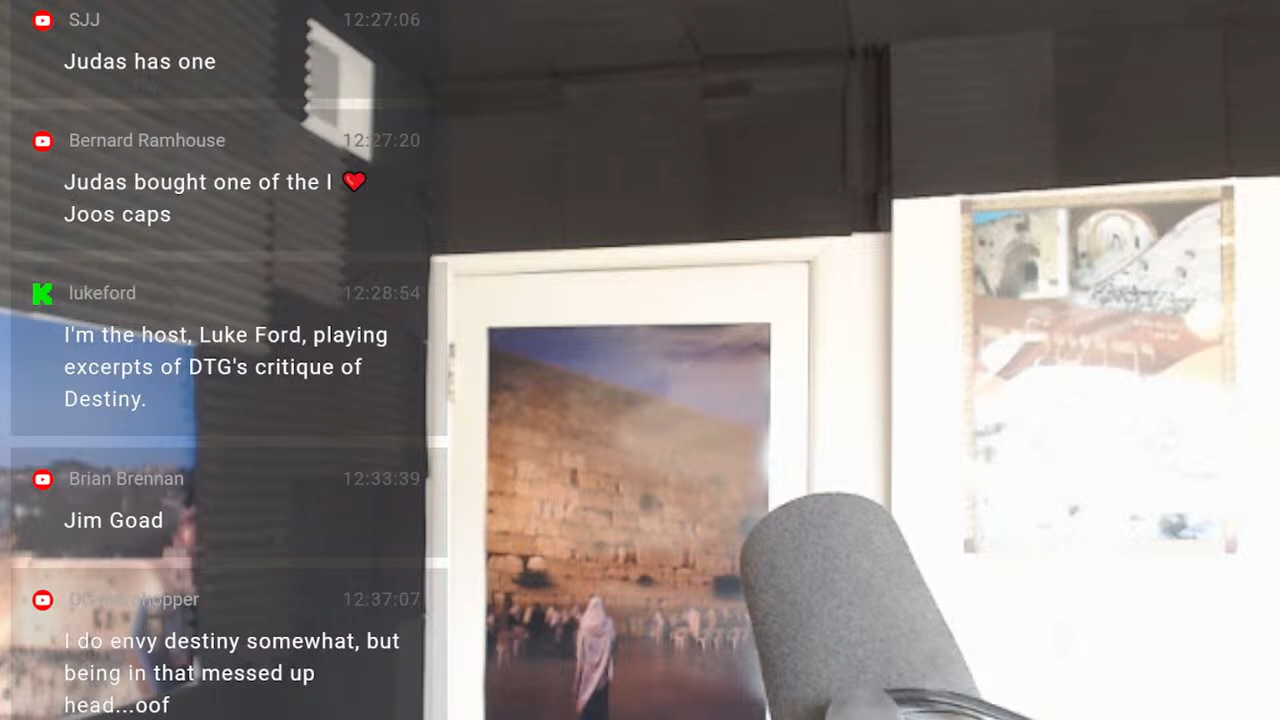 SJJ 12:27:06
Judas has one
Bernard Ramhouse 12:27:20
Judas bought one of the I ❤️
Joos caps
lukeford 12:28:54
I'm the host, Luke Ford, playing
excerpts of DTG's critique of
Destiny.
Brian Brennan 12:33:39
Jim Goad
12:37:07
I do envy destiny somewhat, but
being in that messed up
head...oof